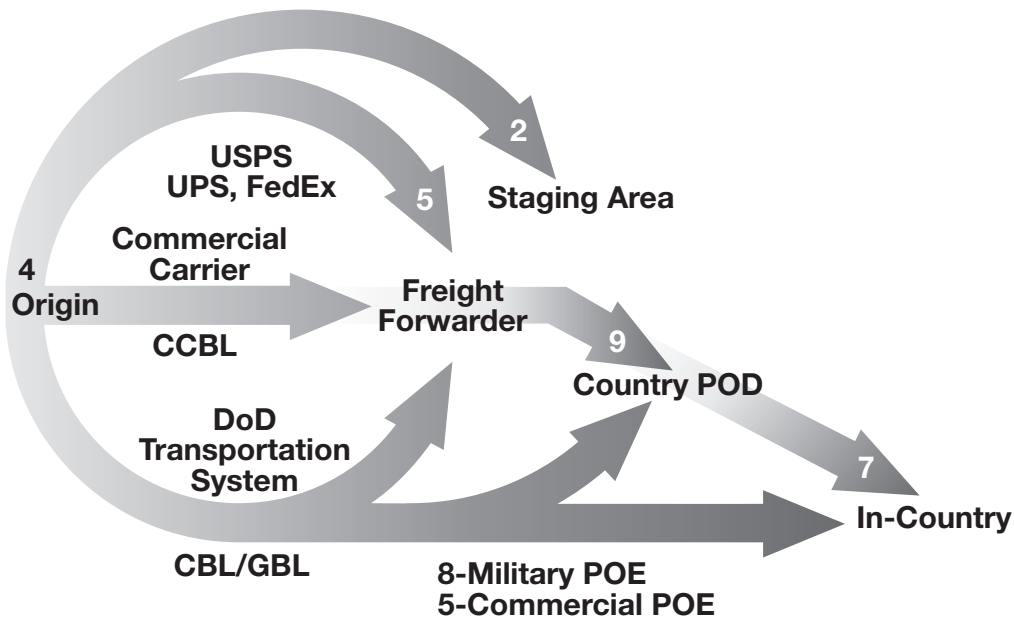 2
Staging Area
USPS
UPS, FedEx
5
Commercial
Carrier
4
Origin
CCBL
Freight
Forwarder
9
Country POD
DoD
Transportation
System
7
In-Country
CBL/GBL
8-Military POE
5-Commercial POE